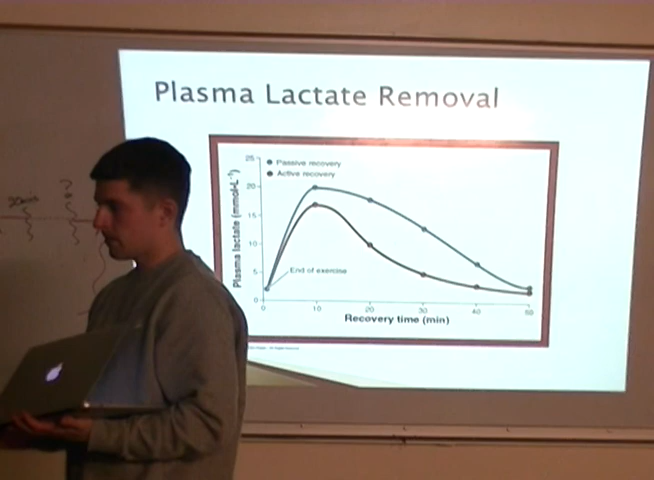 Plasma Lactate Removal
25
Passive recovery
Active recovery
20
15
10
5
0
Plasma lactate (mmol·L⁻¹)
End of exercise
0 10 20 30 40
Recovery time (min)